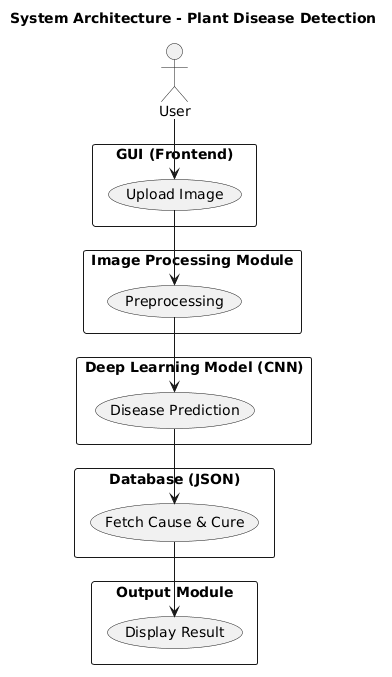 System Architecture - Plant Disease Detection
User
GUI (Frontend)
Upload Image
Image Processing Module
Preprocessing
Deep Learning Model (CNN)
Disease Prediction
Database (JSON)
Fetch Cause & Cure
Output Module
Display Result